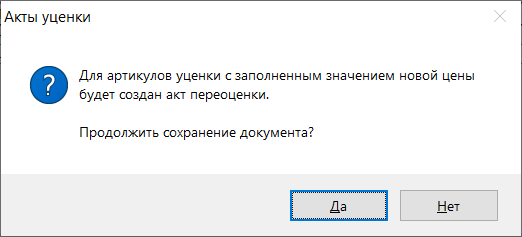 Акты уценки
Для артикулов уценки с заполненным значением новой цены
будет создан акт переоценки.
Продолжить сохранение документа?
Да
Нет